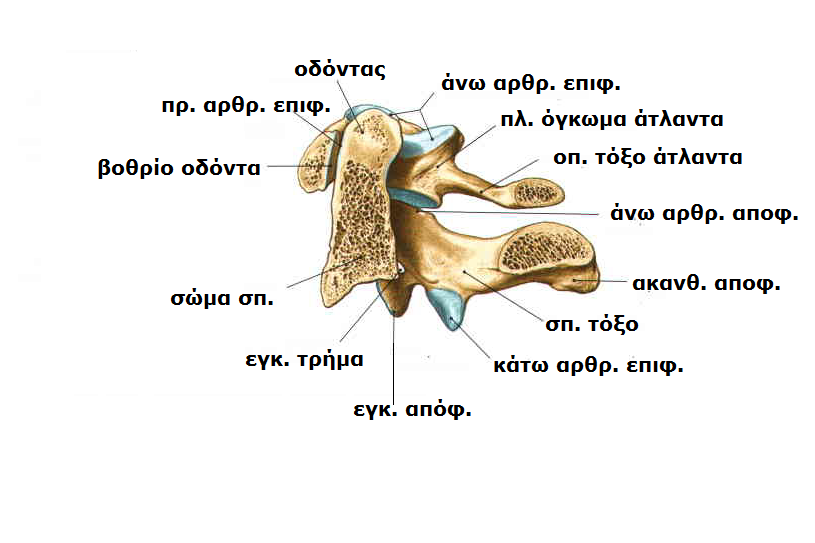 οδόντας
άνω αρθρ. επιφ.
πρ. αρθρ. επιφ.
πλ. όγκωμα άτλαντα
οπ. τόξο άτλαντα
βοθρίο οδόντα
άνω αρθρ. αποφ.
ακανθ. αποφ.
σώμα σπ.
σπ. τόξο
εγκ. τρήμα
κάτω αρθρ. επιφ.
εγκ. απόφ.